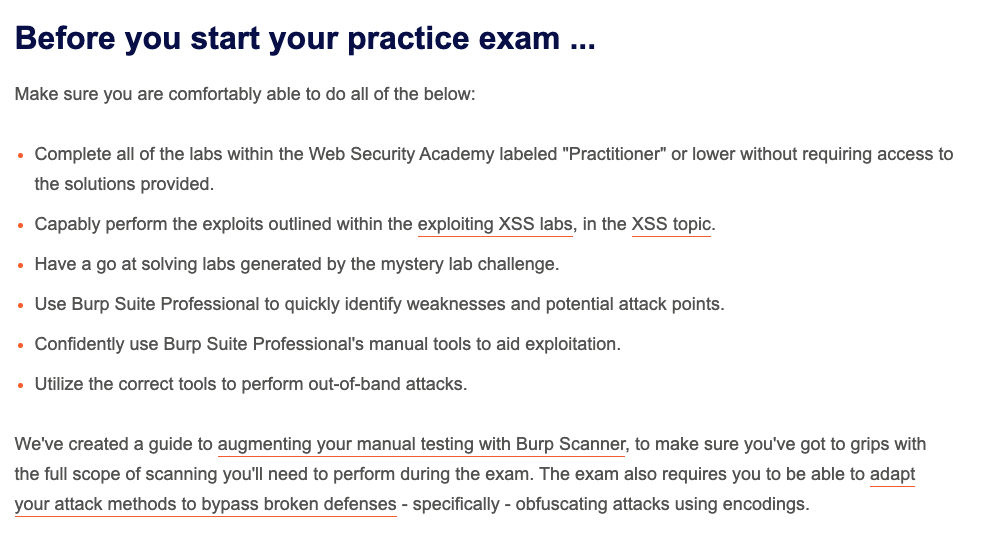 Before you start your practice exam ...
Make sure you are comfortably able to do all of the below:
• Complete all of the labs within the Web Security Academy labeled "Practitioner" or lower without requiring access to
the solutions provided.
• Capably perform the exploits outlined within the exploiting XSS labs, in the XSS topic.
• Have a go at solving labs generated by the mystery lab challenge.
• Use Burp Suite Professional to quickly identify weaknesses and potential attack points.
• Confidently use Burp Suite Professional's manual tools to aid exploitation.
• Utilize the correct tools to perform out-of-band attacks.
We've created a guide to augmenting your manual testing with Burp Scanner, to make sure you've got to grips with
the full scope of scanning you'll need to perform during the exam. The exam also requires you to be able to adapt
your attack methods to bypass broken defenses - specifically - obfuscating attacks using encodings.